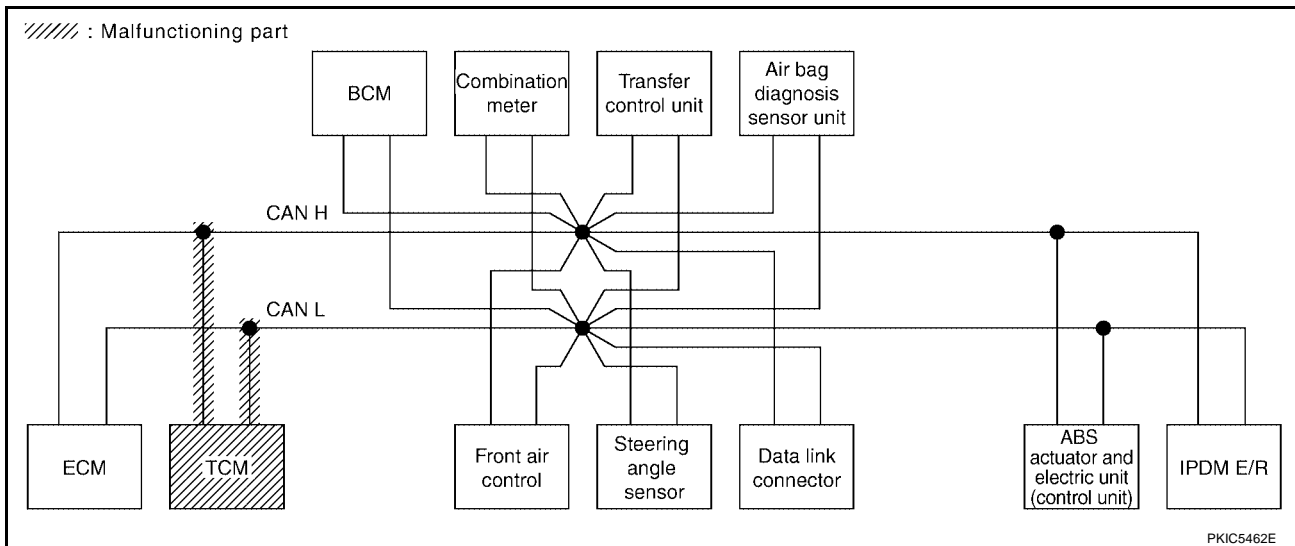 : Malfunctioning part
BCM
Combination
meter
Transfer
control unit
Air bag
diagnosis
sensor unit
CAN H
CAN L
ECM
TCM
Front air
control
Steering
angle
sensor
Data link
connector
ABS
actuator and
electric unit
(control unit)
IPDM E/R
PKIC5462E